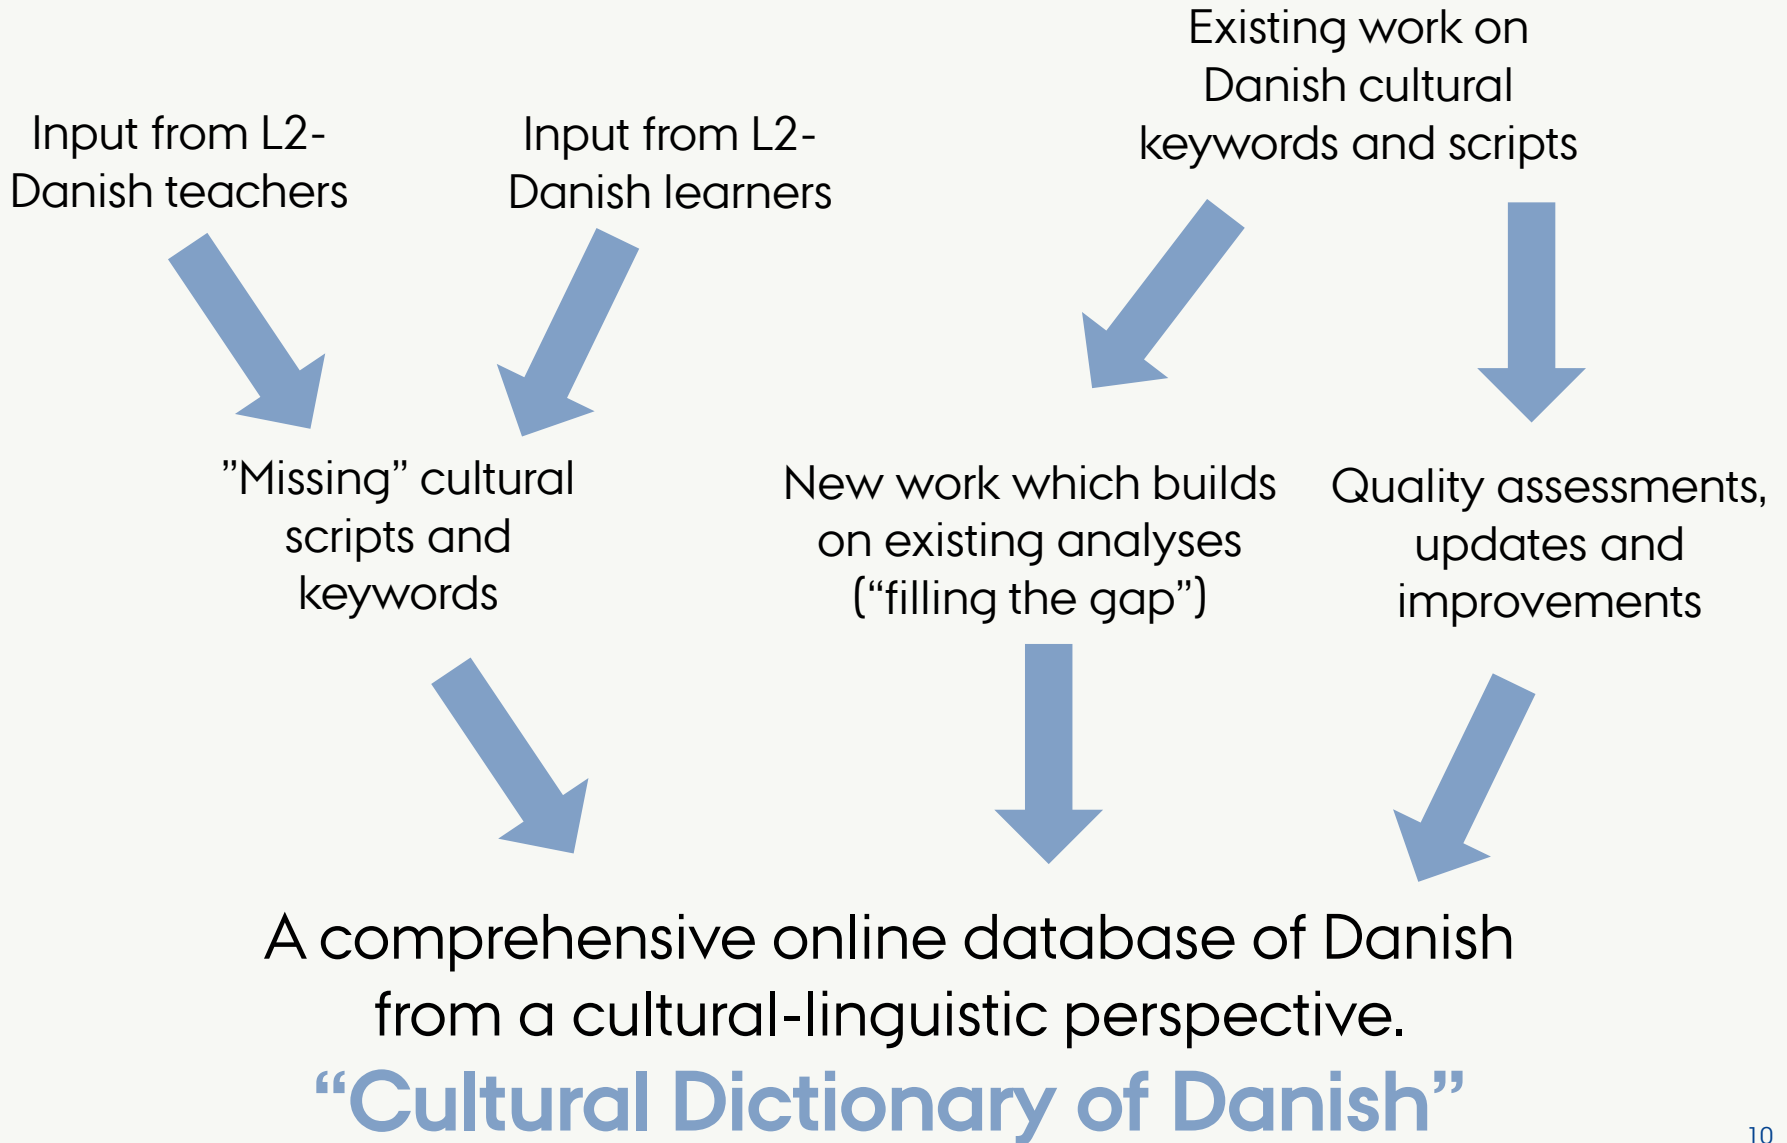 Existing work on
Danish cultural
keywords and scripts
Input from L2-
Danish teachers
Input from L2-
Danish learners
”Missing” cultural
scripts and
keywords
New work which builds
on existing analyses
(“filling the gap”)
Quality assessments,
updates and
improvements
A comprehensive online database of Danish
from a cultural-linguistic perspective.
“Cultural Dictionary of Danish”
10